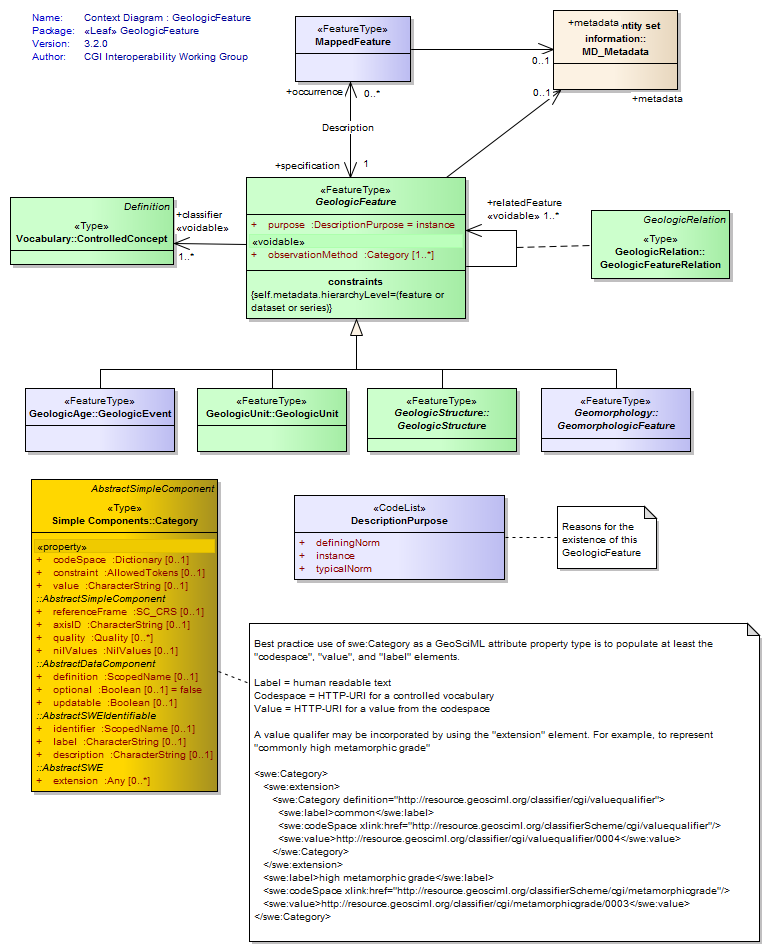 Name: Context Diagram : GeologicFeature
Package: «Leaf» GeologicFeature
Version: 3.2.0
Author: CGI Interoperability Working Group
«FeatureType»
MappedFeature
+metadata
ntity set
information::
MD_Metadata
0..1
+occurrence
0..*
0..1
+metadata
Description
+specification
1
«FeatureType»
GeologicFeature
+ purpose :DescriptionPurpose = instance
«voidable»
+ observationMethod :Category [1..*]
constraints
{self.metadata.hierarchyLevel=(feature or
dataset or series)}
Definition
«Type»
Vocabulary::ControlledConcept
+classifier
«voidable»
1..*
+relatedFeature
«voidable» 1..*
GeologicRelation
«Type»
GeologicRelation::
GeologicFeatureRelation
«FeatureType»
GeologicAge::GeologicEvent
«FeatureType»
GeologicUnit::GeologicUnit
«FeatureType»
GeologicStructure::
GeologicStructure
«FeatureType»
Geomorphology::
GeomorphologicFeature
AbstractSimpleComponent
«Type»
Simple Components::Category
«property»
+ codeSpace :Dictionary [0..1]
+ constraint :AllowedTokens [0..1]
+ value :CharacterString [0..1]
::AbstractSimpleComponent
+ referenceFrame :SC_CRS [0..1]
+ axisID :CharacterString [0..1]
+ quality :Quality [0..*]
+ nilValues :NilValues [0..1]
::AbstractDataComponent
+ definition :ScopedName [0..1]
+ optional :Boolean [0..1] = false
+ updatable :Boolean [0..1]
::AbstractSWEIdentifiable
+ identifier :ScopedName [0..1]
+ label :CharacterString [0..1]
+ description :CharacterString [0..1]
::AbstractSWE
+ extension :Any [0..*]
«CodeList»
DescriptionPurpose
+ definingNorm
+ instance
+ typicalNorm
Reasons for the
existence of this
GeologicFeature
Best practice use of swe:Category as a GeoSciML attribute property type is to populate at least the
"codespace", "value", and "label" elements.
Label = human readable text
Codespace = HTTP-URI for a controlled vocabulary
Value = HTTP-URI for a value from the codespace
A value qualifer may be incorporated by using the "extension" element. For example, to represent
"commonly high metamorphic grade"
<swe:Category>
<swe:extension>
<swe:Category definition="http://resource.geosciml.org/classifier/cgi/valuequalifier">
<swe:label>common</swe:label>
<swe:codeSpace xlink:href="http://resource.geosciml.org/classifierScheme/cgi/valuequalifier"/>
<swe:value>http://resource.geosciml.org/classifier/cgi/valuequalifier/0004</swe:value>
</swe:Category>
</swe:extension>
<swe:label>high metamorphic grade</swe:label>
<swe:codeSpace xlink:href="http://resource.geosciml.org/classifierScheme/cgi/metamorphicgrade"/>
<swe:value>http://resource.geosciml.org/classifier/cgi/metamorphicgrade/0003</swe:value>
</swe:Category>